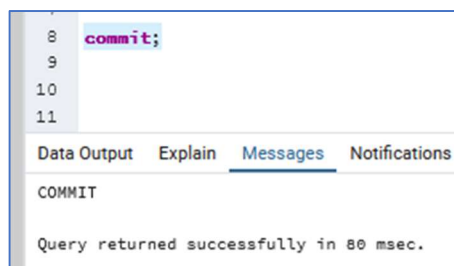 8 commit;
9
10
11
Data Output Explain Messages Notifications
COMMIT
Query returned successfully in 80 msec.